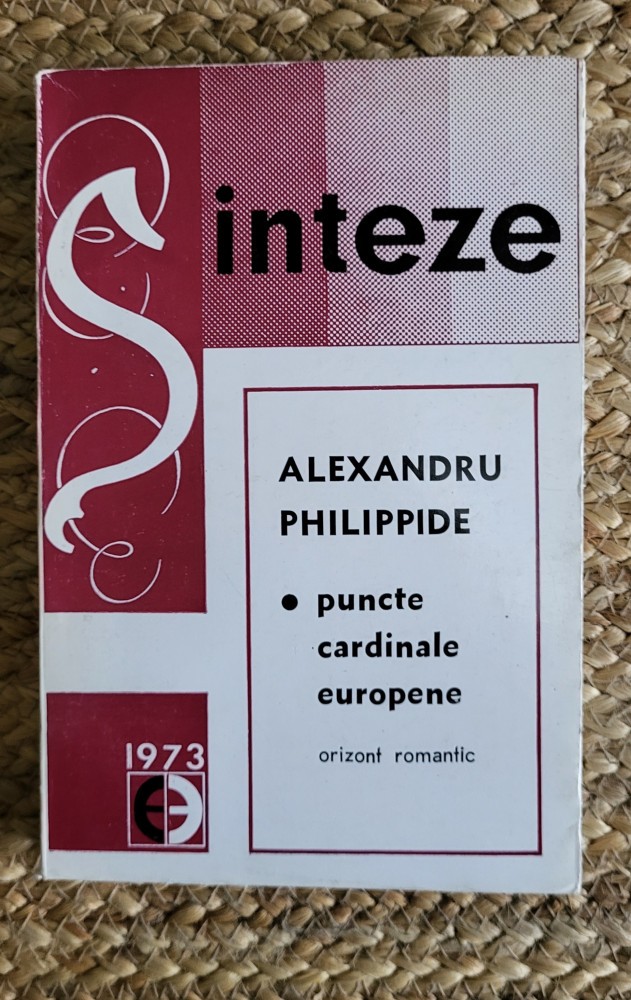 Sinteze
ALEXANDRU
PHILIPPIDE
• puncte
cardinale
europene
orizont romantic
1973